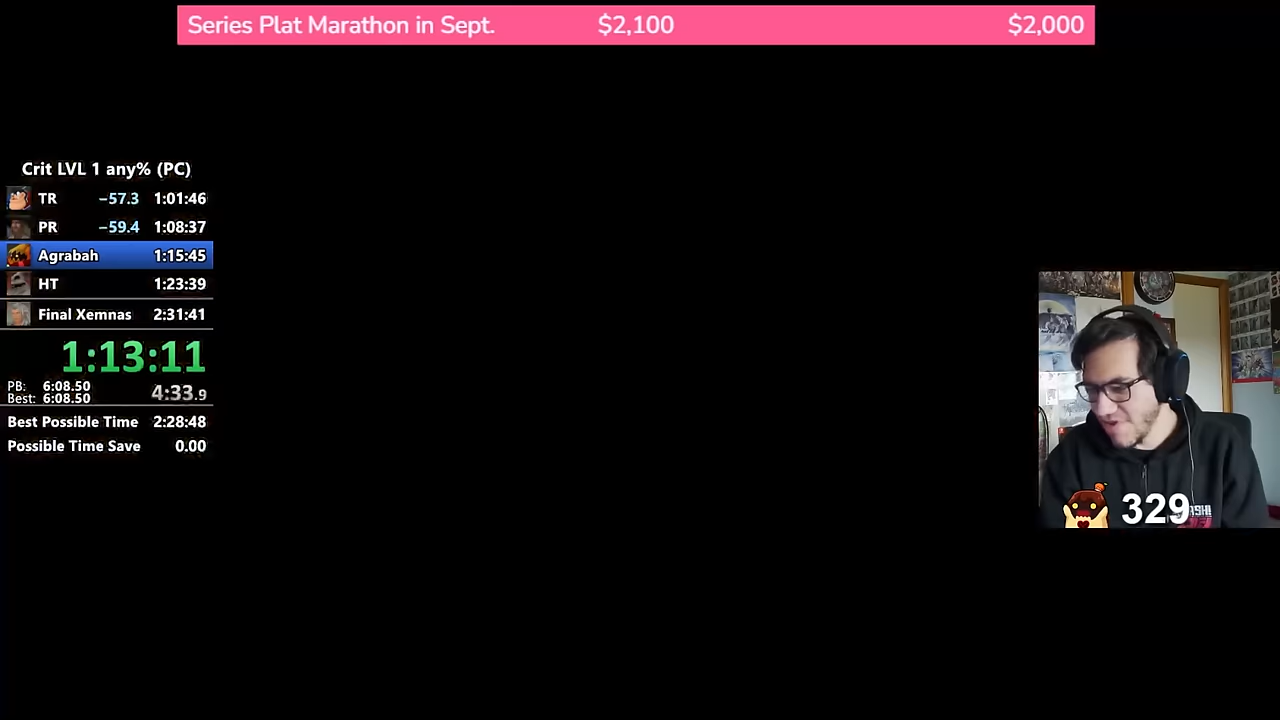 Series Plat Marathon in Sept. $2,100 $2,000
Crit LVL 1 any% (PC)
TR −57.3 1:01:46
PR −59.4 1:08:37
Agrabah 1:15:45
HT 1:23:39
Final Xemnas 2:31:41
1:13:11
PB: 6:08.50
Best: 6:08.50
4:33.9
Best Possible Time 2:28:48
Possible Time Save 0.00
329